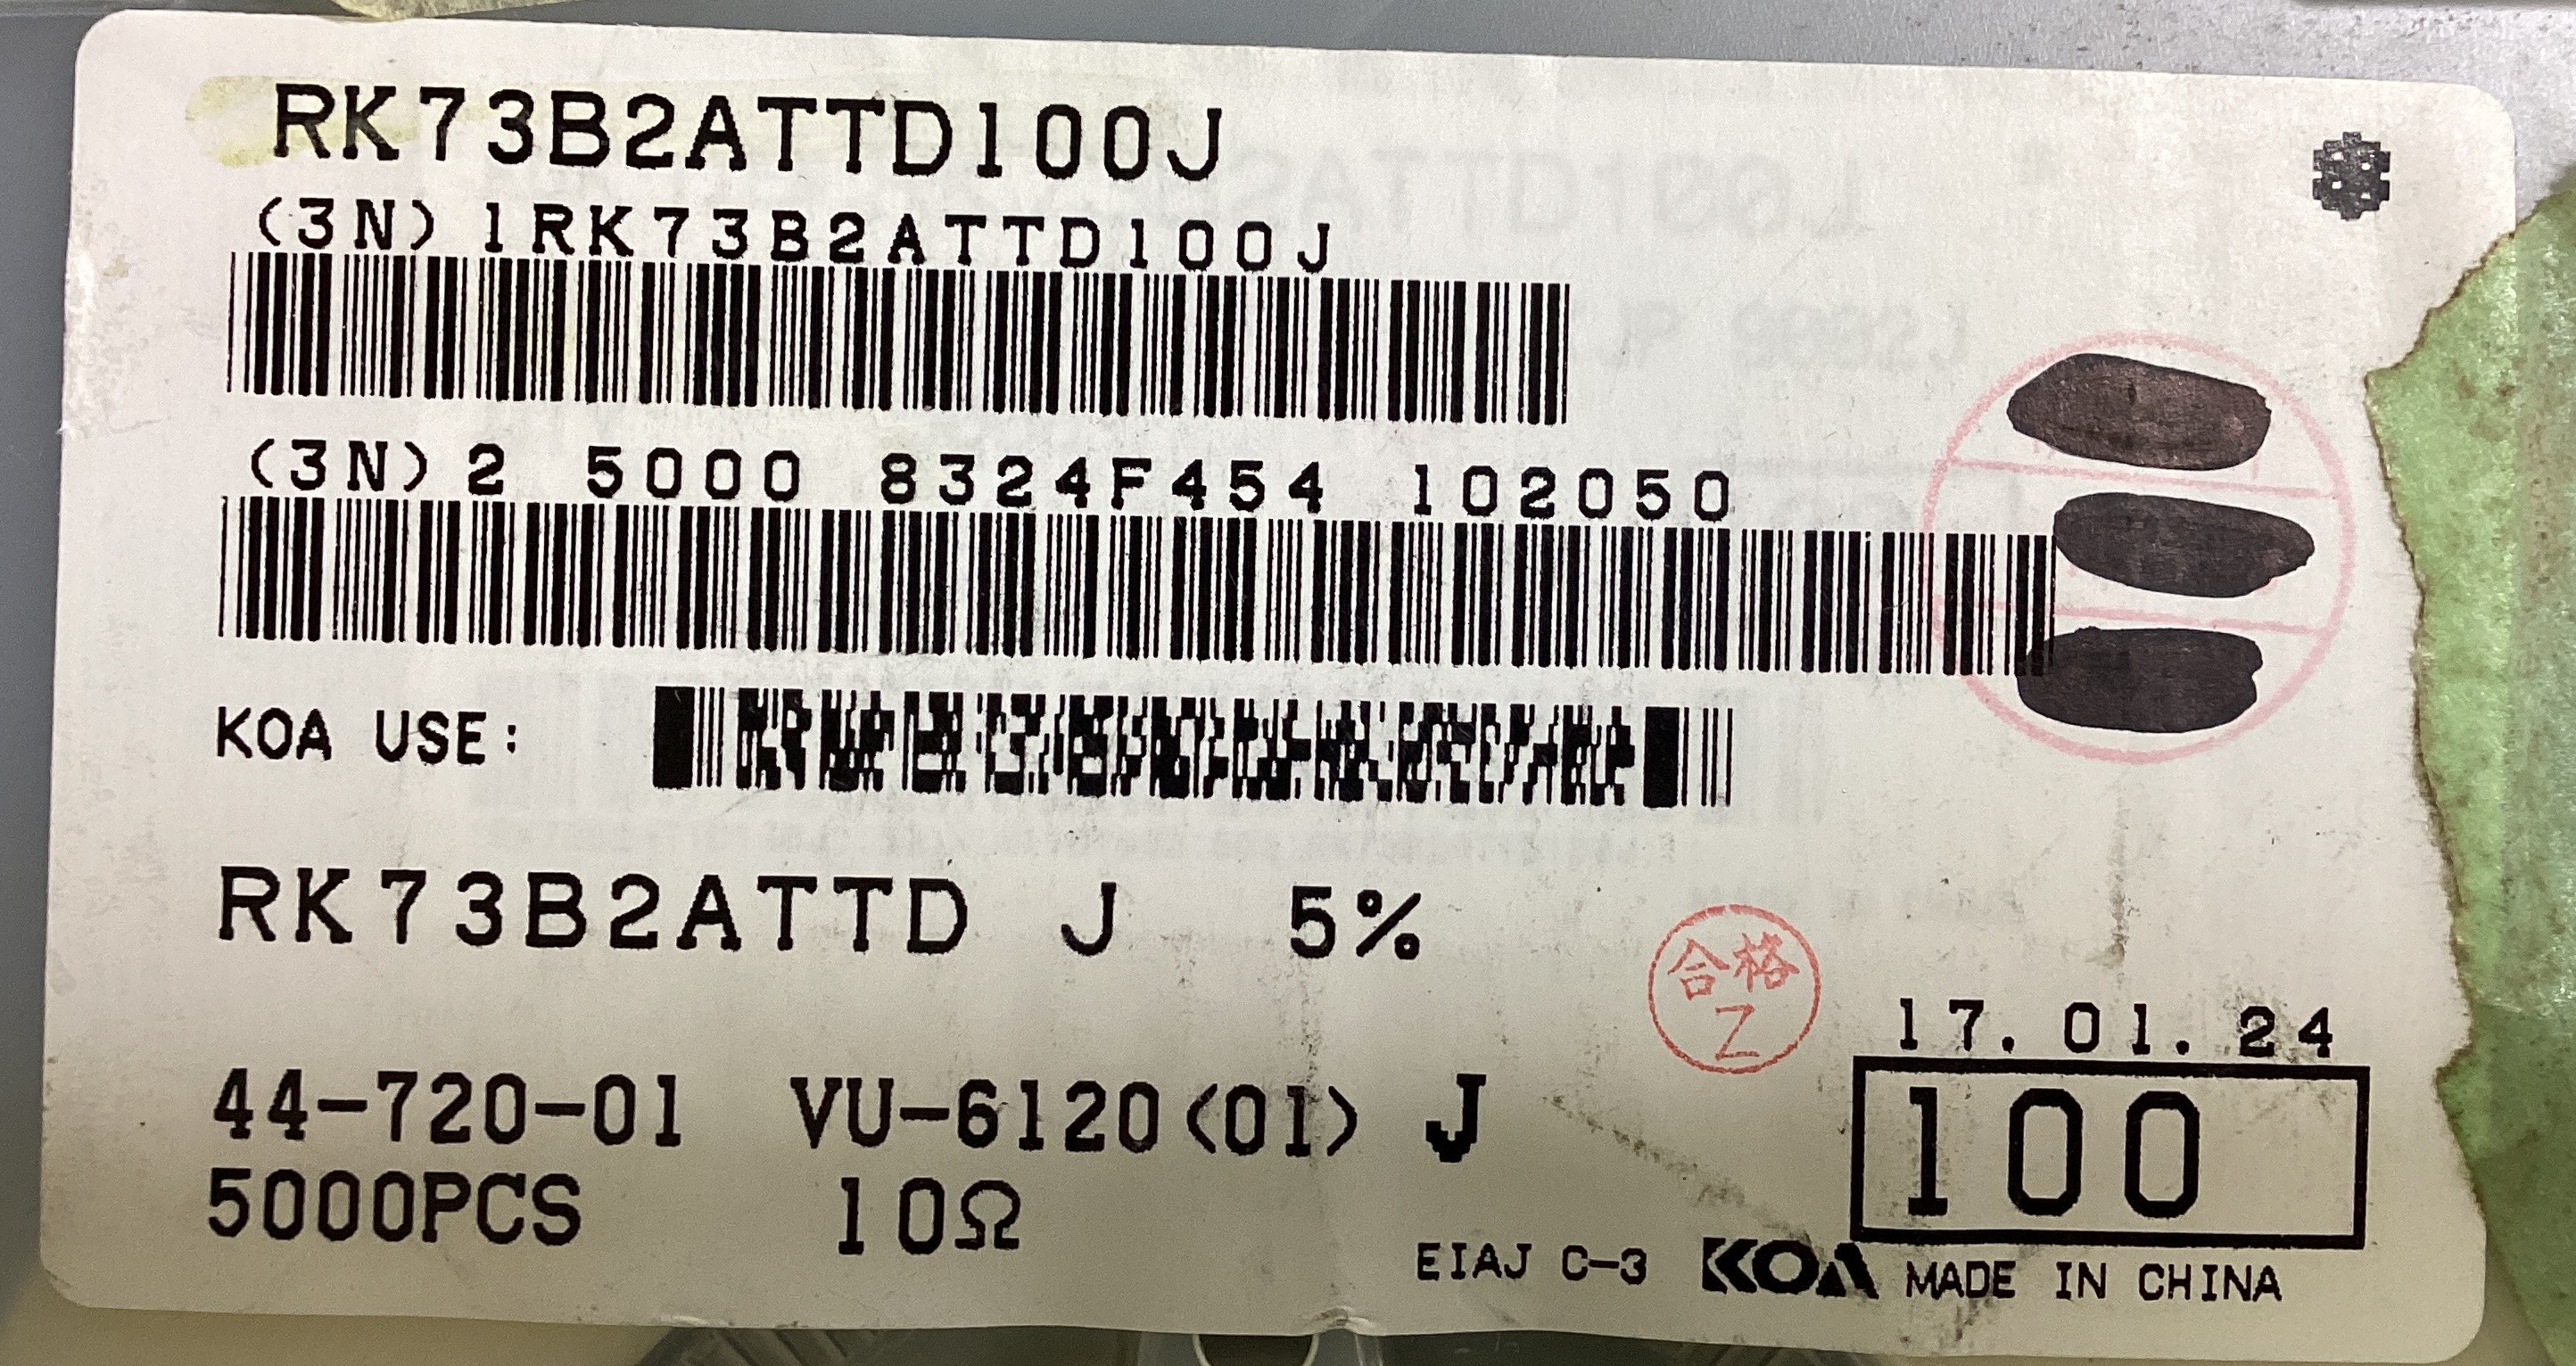 RK73B2ATTD100J
(3N) 1RK73B2ATTD100J
(3N) 2 5000 8324F454 102050
KOA USE:
RK73B2ATTD J 5%
合格
Z
17. 01. 24
44-720-01 VU-6120(01) J
100
5000PCS 10Ω
EIAJ C-3 KOA MADE IN CHINA